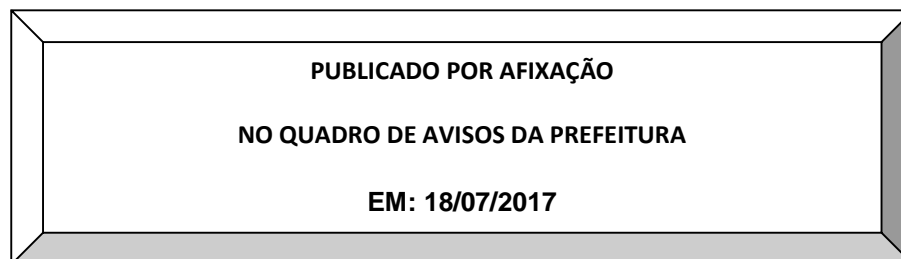 PUBLICADO POR AFIXAÇÃO
NO QUADRO DE AVISOS DA PREFEITURA
EM: 18/07/2017